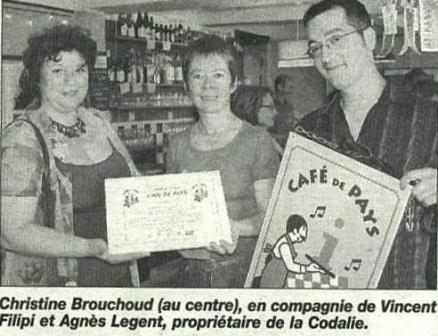 CAFÉ DE PAYS
CAFÉ DE PAYS
Christine Brouchoud (au centre), en compagnie de Vincent
Filipi et Agnès Legent, propriétaire de la Codalie.